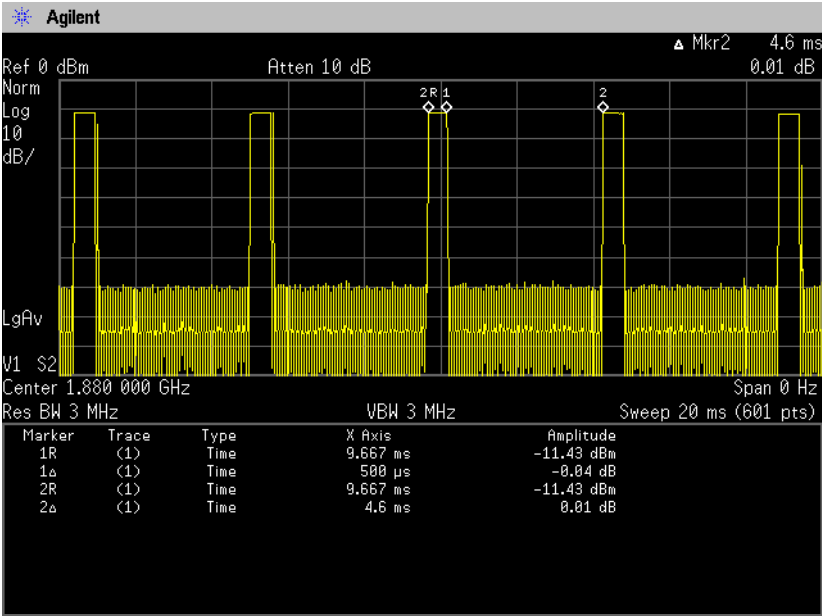 Agilent
Δ Mkr2 4.6 ms
Ref 0 dBm Atten 10 dB 0.01 dB
Norm
Log
10
dB/
2R 1 2
LgAv
V1 S2
Center 1.880 000 GHz Span 0 Hz
Res BW 3 MHz VBW 3 MHz Sweep 20 ms (601 pts)
Marker Trace Type X Axis Amplitude
1R (1) Time 9.667 ms -11.43 dBm
1Δ (1) Time 500 µs -0.04 dB
2R (1) Time 9.667 ms -11.43 dBm
2Δ (1) Time 4.6 ms 0.01 dB